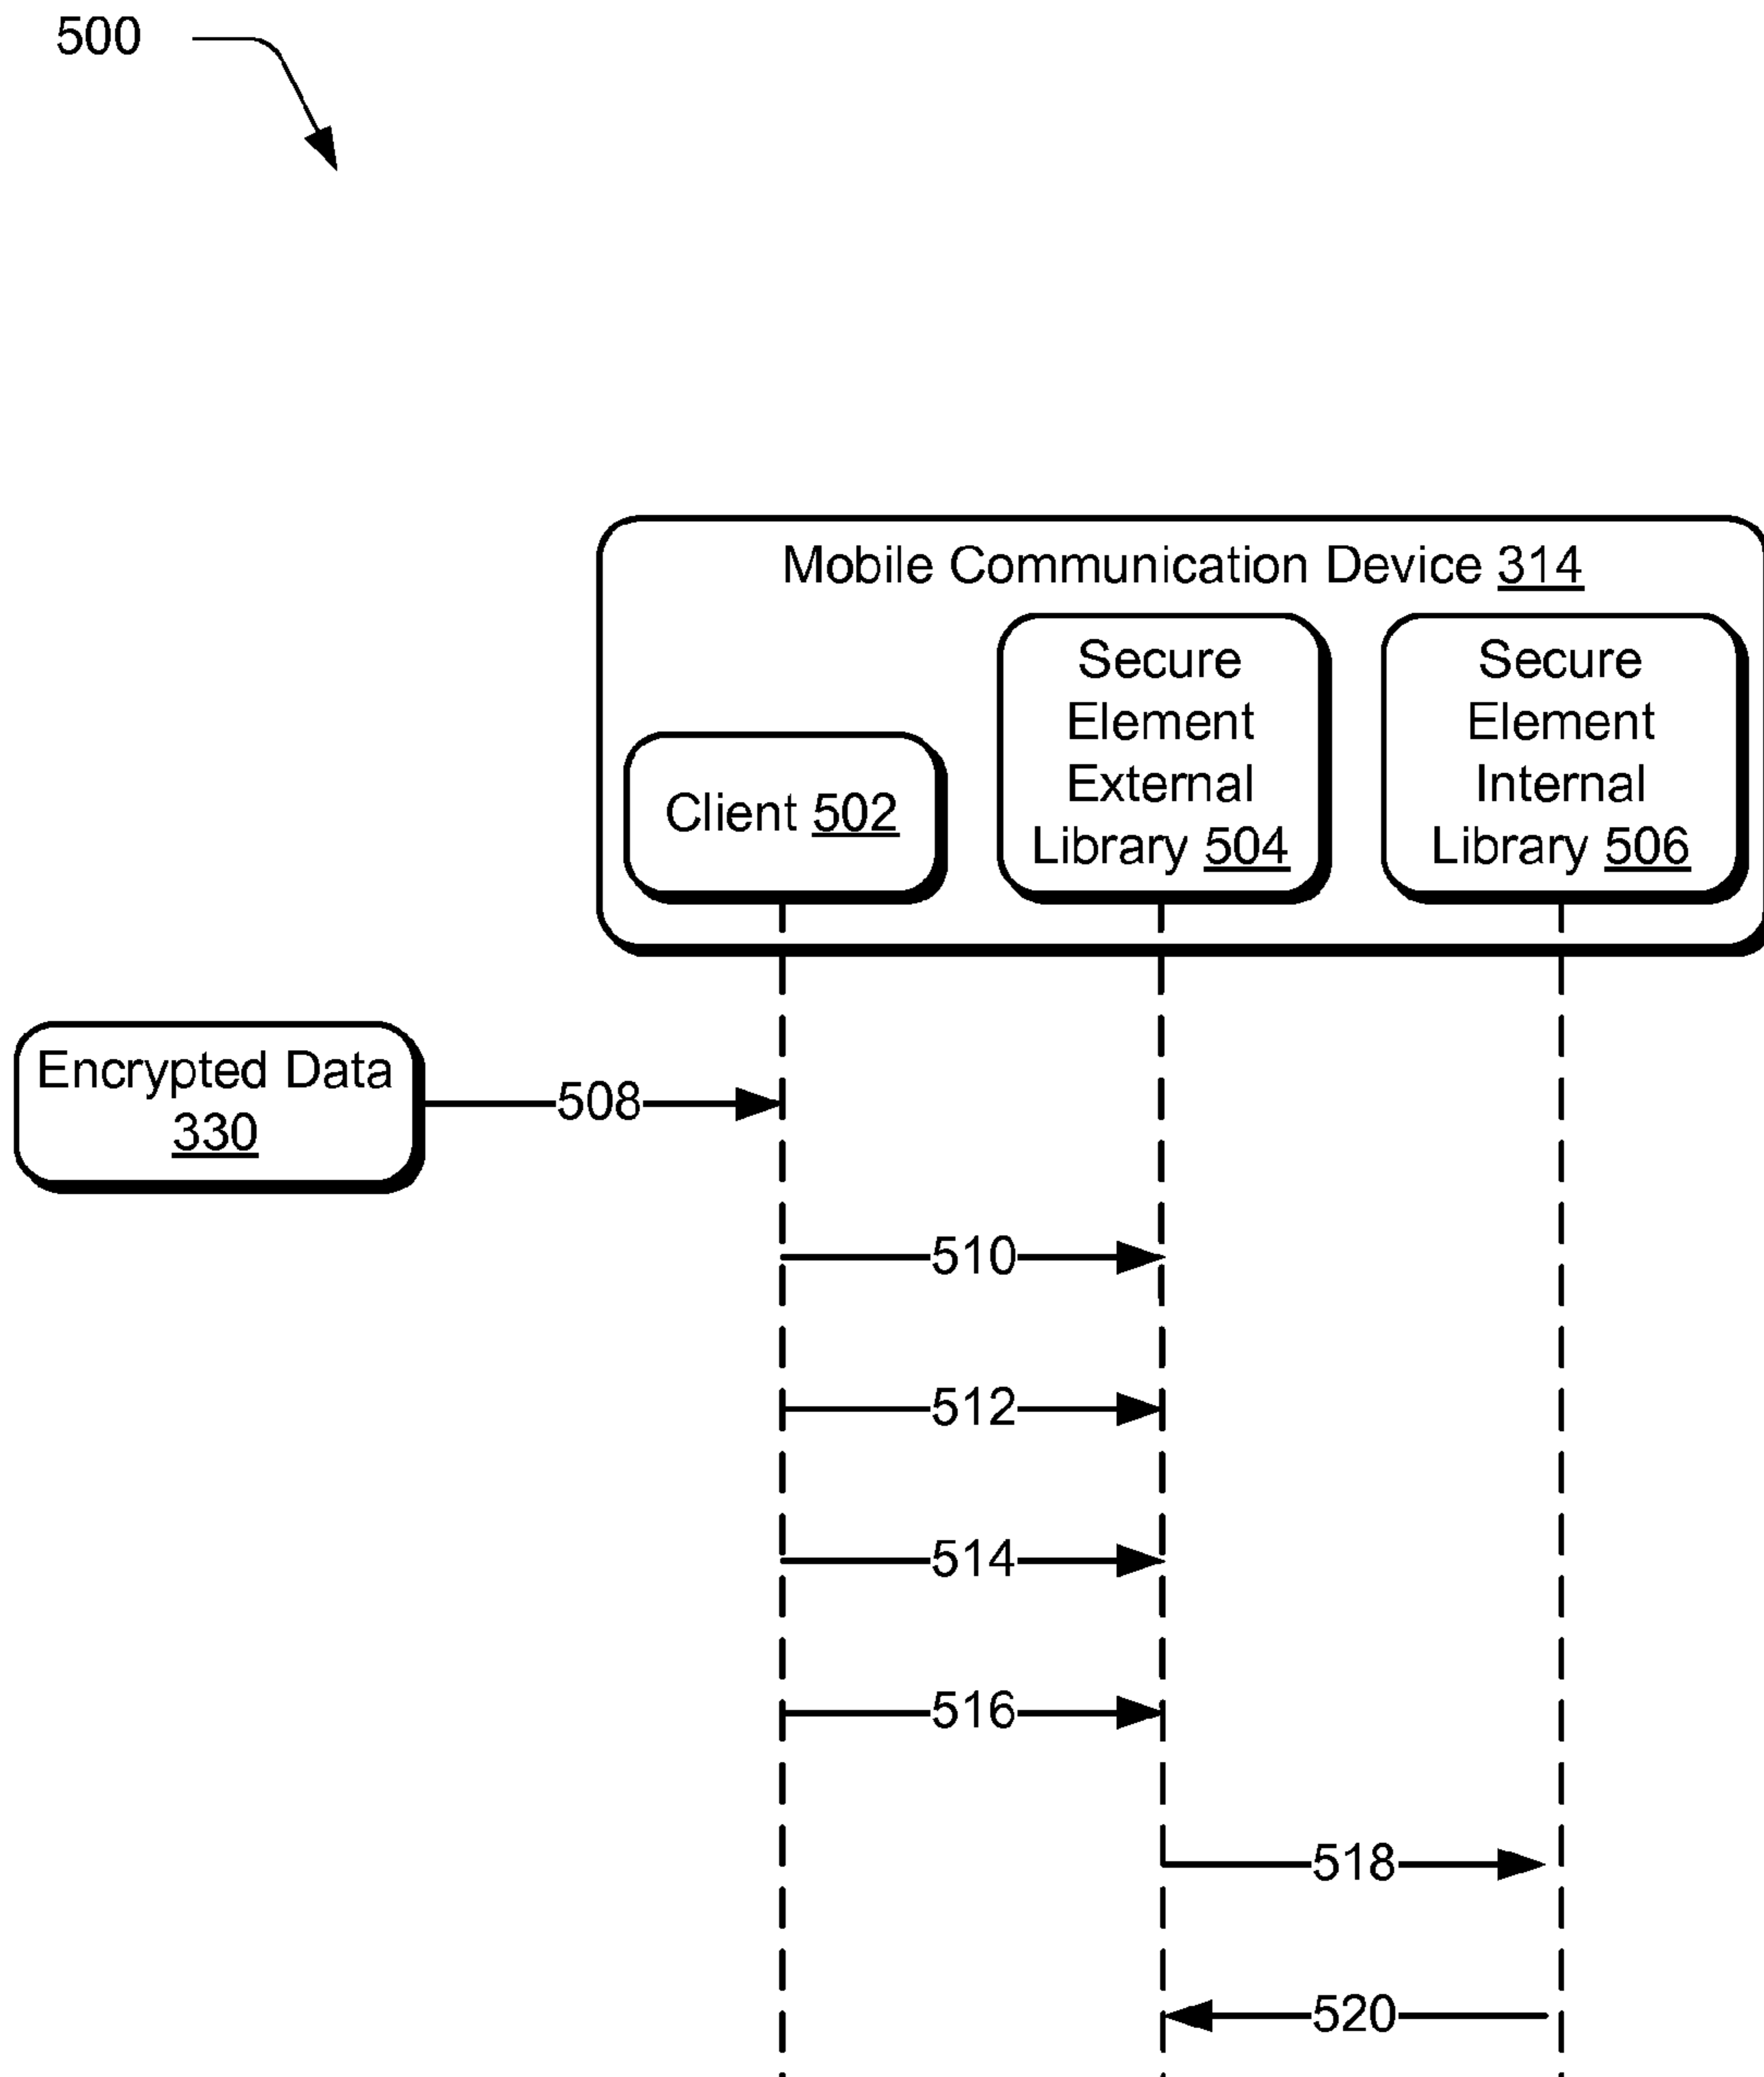 500
Mobile Communication Device 314
Secure
Element
External
Library 504
Secure
Element
Internal
Library 506
Client 502
Encrypted Data
330
508
510
512
514
516
518
520